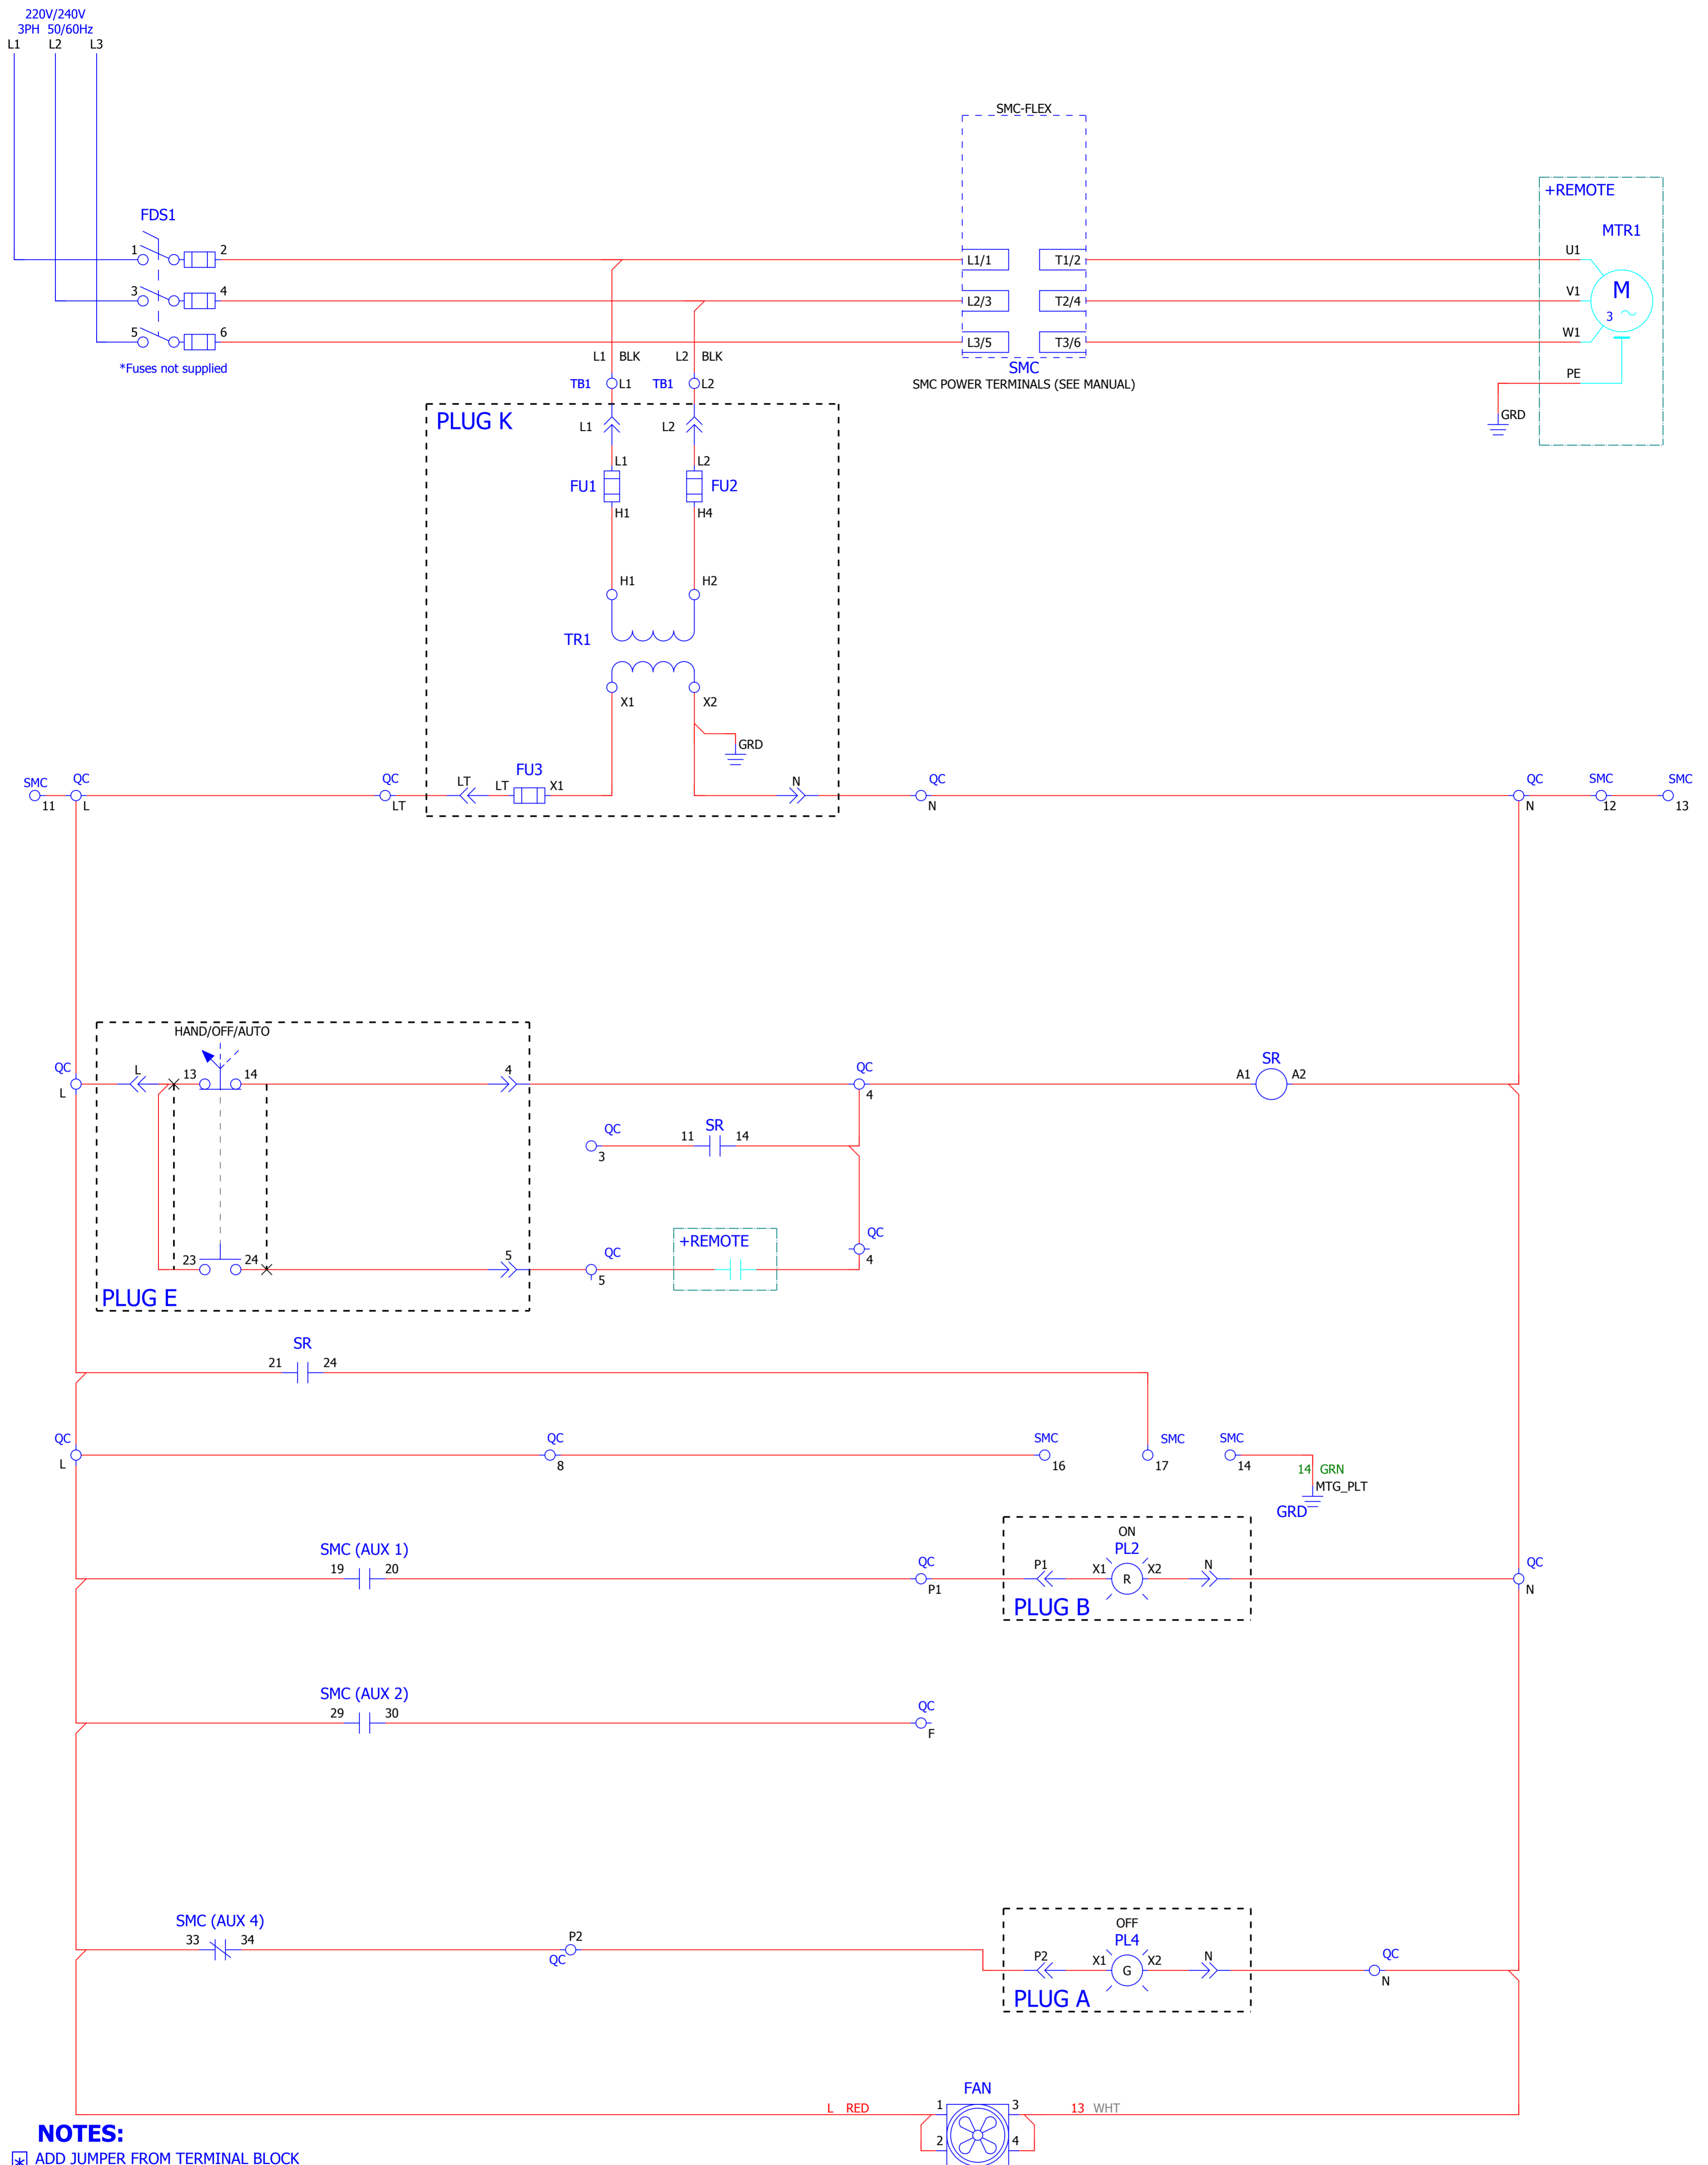 220V/240V
3PH 50/60Hz
L1 L2 L3
SMC-FLEX
+REMOTE
FDS1
MTR1
1 2 L1/1 T1/2 U1
3 4 L2/3 T2/4 V1
M
3
5 6 L3/5 T3/6 W1
*Fuses not supplied
L1 BLK L2 BLK
SMC
SMC POWER TERMINALS (SEE MANUAL)
PE
TB1 L1 TB1 L2
GRD
PLUG K
L1 L2
L1 L2
FU1 FU2
H1 H4
H1 H2
TR1
X1 X2
GRD
SMC QC QC LT LT FU3 X1 N QC QC SMC SMC
11 L LT N N 12 13
HAND/OFF/AUTO
QC L 13 14 4 QC SR
L 4 A1 A2
QC 11 SR 14
3
QC
4
+REMOTE
23 24 5 QC
5
PLUG E
SR
21 24
QC QC SMC SMC SMC
L 8 16 17 14
14 GRN
MTG_PLT
GRD
ON
SMC (AUX 1) PL2
19 20 QC P1 X1 R X2 N QC
P1 N
PLUG B
SMC (AUX 2)
29 30 QC
F
OFF
SMC (AUX 4) PL4
33 34 P2 P2 X1 G X2 N QC
QC N
PLUG A
FAN
L RED 1 3 13 WHT
2 4
NOTES:
* ADD JUMPER FROM TERMINAL BLOCK